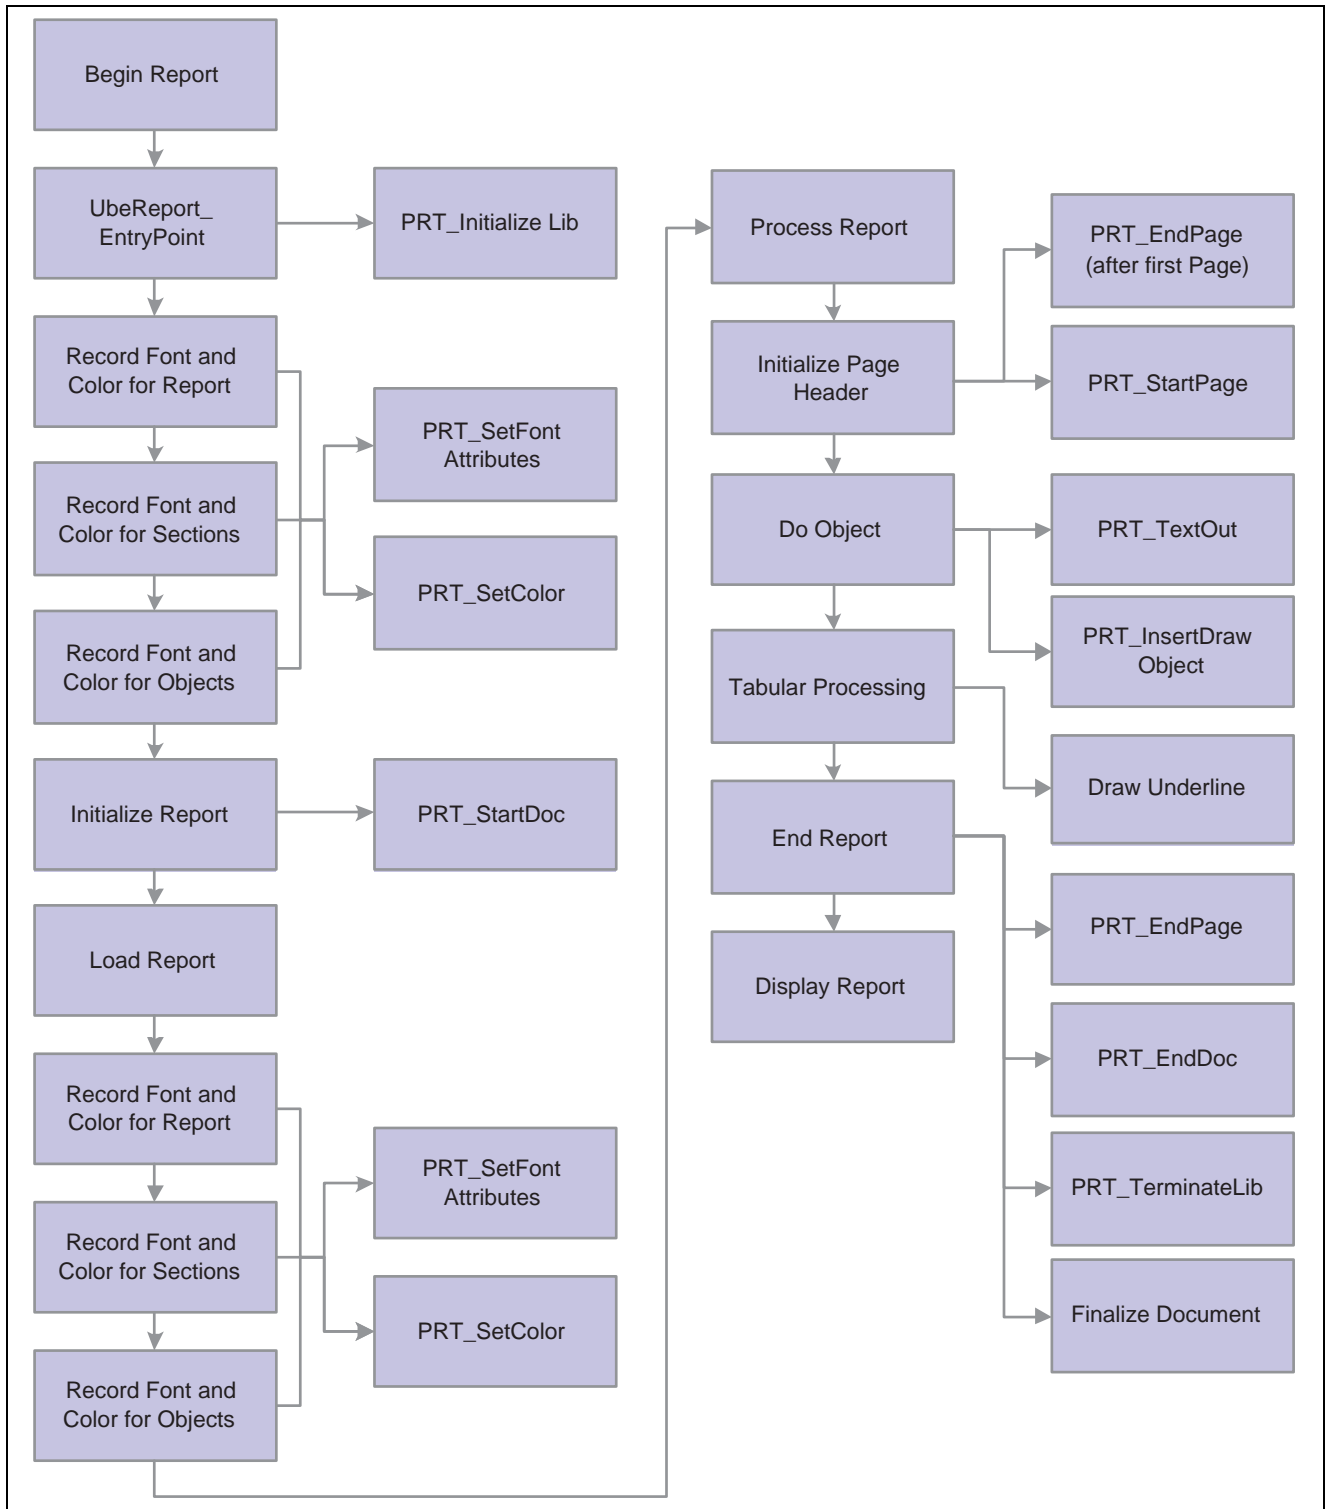 Begin Report
UbeReport_
EntryPoint
PRT_Initialize Lib
Record Font and
Color for Report
Record Font and
Color for Sections
Record Font and
Color for Objects
PRT_SetFont
Attributes
PRT_SetColor
Initialize Report
PRT_StartDoc
Load Report
Record Font and
Color for Report
Record Font and
Color for Sections
Record Font and
Color for Objects
PRT_SetFont
Attributes
PRT_SetColor
Process Report
Initialize Page
Header
PRT_EndPage
(after first Page)
PRT_StartPage
Do Object
PRT_TextOut
PRT_InsertDraw
Object
Tabular Processing
Draw Underline
End Report
PRT_EndPage
PRT_EndDoc
PRT_TerminateLib
Finalize Document
Display Report